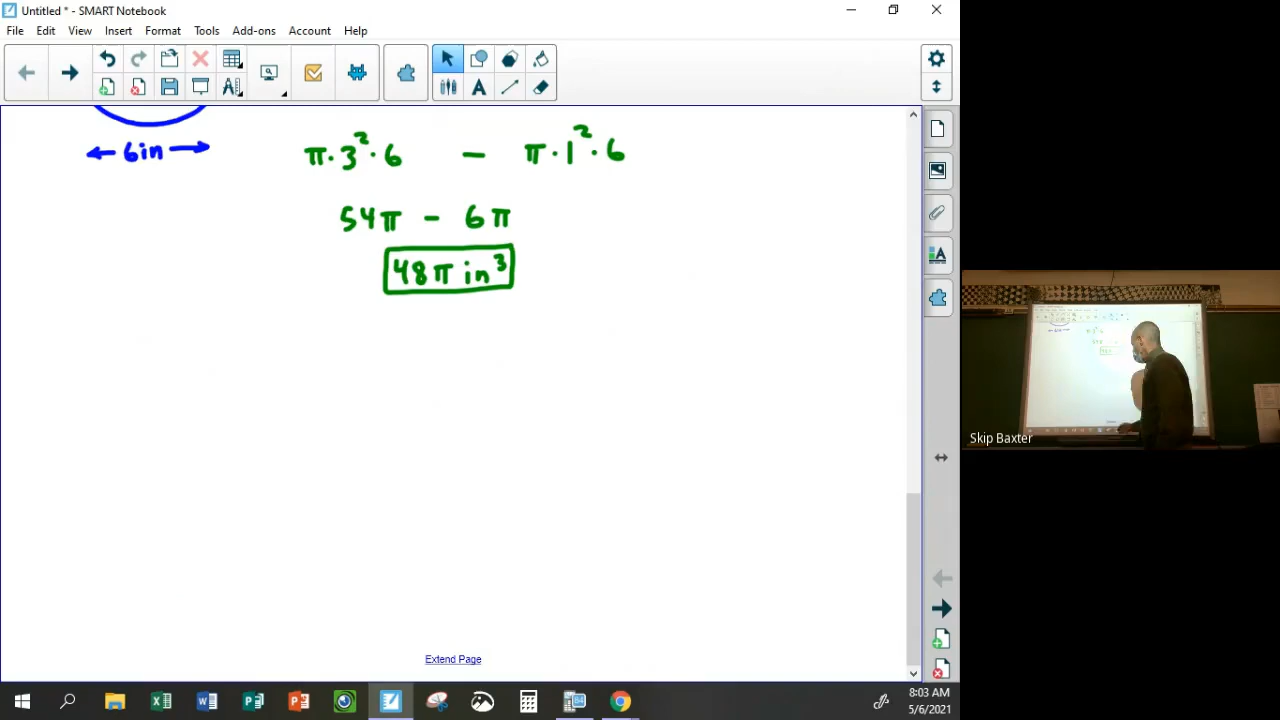 Untitled * - SMART Notebook
File Edit View Insert Format Tools Add-ons Account Help
6in
π·3²·6 - π·1²·6
54π - 6π
48π in³
Skip Baxter
Extend Page
8:03 AM
5/6/2021